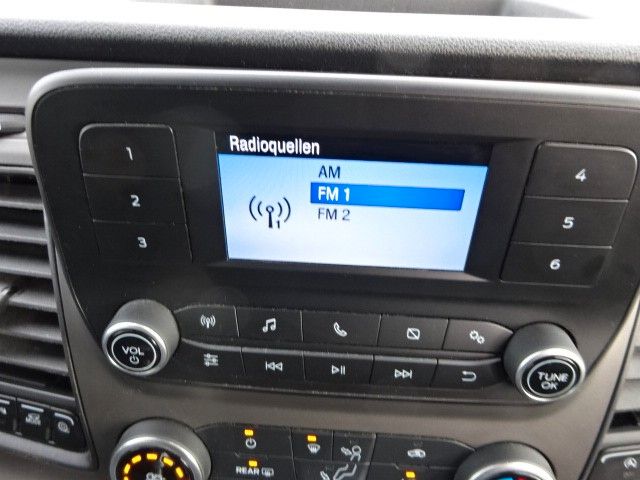 Radioquellen
AM
FM 1
FM 2
1
2
3
4
5
6
VOL
TUNE
OK
REAR